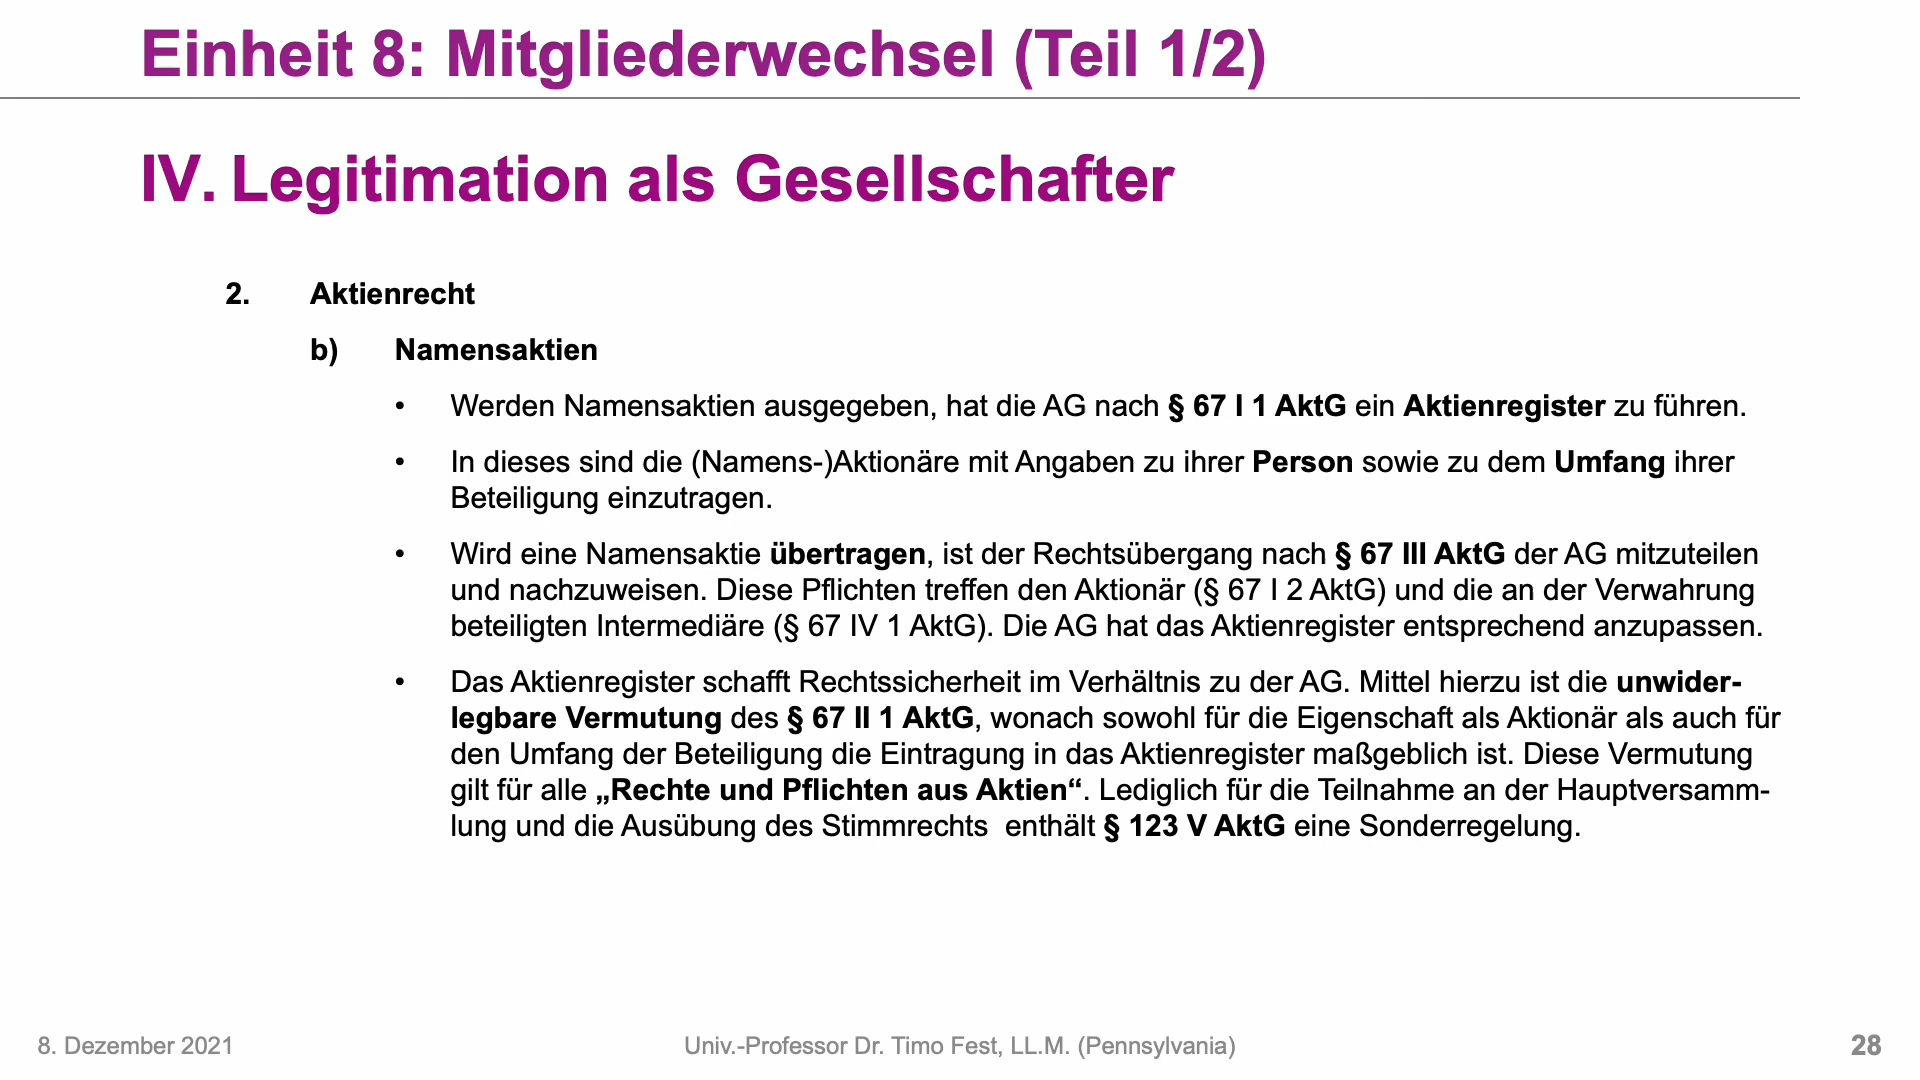 Einheit 8: Mitgliederwechsel (Teil 1/2)
IV. Legitimation als Gesellschafter
2. Aktienrecht
b) Namensaktien
• Werden Namensaktien ausgegeben, hat die AG nach § 67 I 1 AktG ein Aktienregister zu führen.
• In dieses sind die (Namens-)Aktionäre mit Angaben zu ihrer Person sowie zu dem Umfang ihrer
Beteiligung einzutragen.
• Wird eine Namensaktie übertragen, ist der Rechtsübergang nach § 67 III AktG der AG mitzuteilen
und nachzuweisen. Diese Pflichten treffen den Aktionär (§ 67 I 2 AktG) und die an der Verwahrung
beteiligten Intermediäre (§ 67 IV 1 AktG). Die AG hat das Aktienregister entsprechend anzupassen.
• Das Aktienregister schafft Rechtssicherheit im Verhältnis zu der AG. Mittel hierzu ist die unwider-
legbare Vermutung des § 67 II 1 AktG, wonach sowohl für die Eigenschaft als Aktionär als auch für
den Umfang der Beteiligung die Eintragung in das Aktienregister maßgeblich ist. Diese Vermutung
gilt für alle „Rechte und Pflichten aus Aktien“. Lediglich für die Teilnahme an der Hauptversamm-
lung und die Ausübung des Stimmrechts enthält § 123 V AktG eine Sonderregelung.
8. Dezember 2021
Univ.-Professor Dr. Timo Fest, LL.M. (Pennsylvania)
28